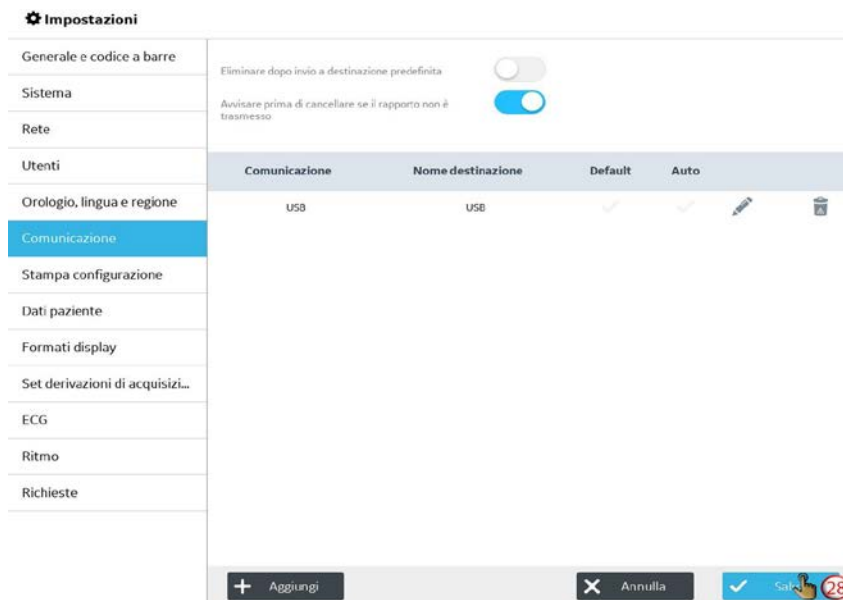 Impostazioni
Generale e codice a barre
Sistema
Rete
Utenti
Orologio, lingua e regione
Comunicazione
Stampa configurazione
Dati paziente
Formati display
Set derivazioni di acquisizi...
ECG
Ritmo
Richieste
Eliminare dopo invio a destinazione predefinita
Avvisare prima di cancellare se il rapporto non è
trasmesso
Comunicazione Nome destinazione Default Auto
USB USB
Aggiungi Annulla 28